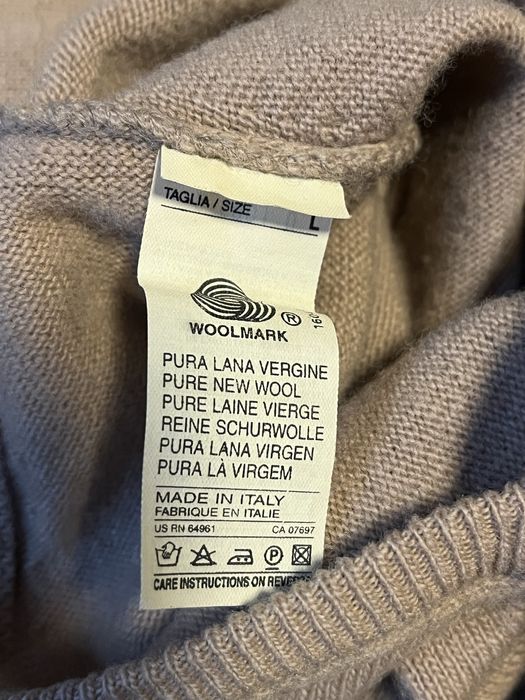 TAGLIA / SIZE L
WOOLMARK ®
PURA LANA VERGINE
PURE NEW WOOL
PURE LAINE VIERGE
REINE SCHURWOLLE
PURA LANA VIRGEN
PURA LÀ VIRGEM
MADE IN ITALY
FABRIQUE EN ITALIE
US RN 64961 CA 07697
P
CARE INSTRUCTIONS ON REVERSE